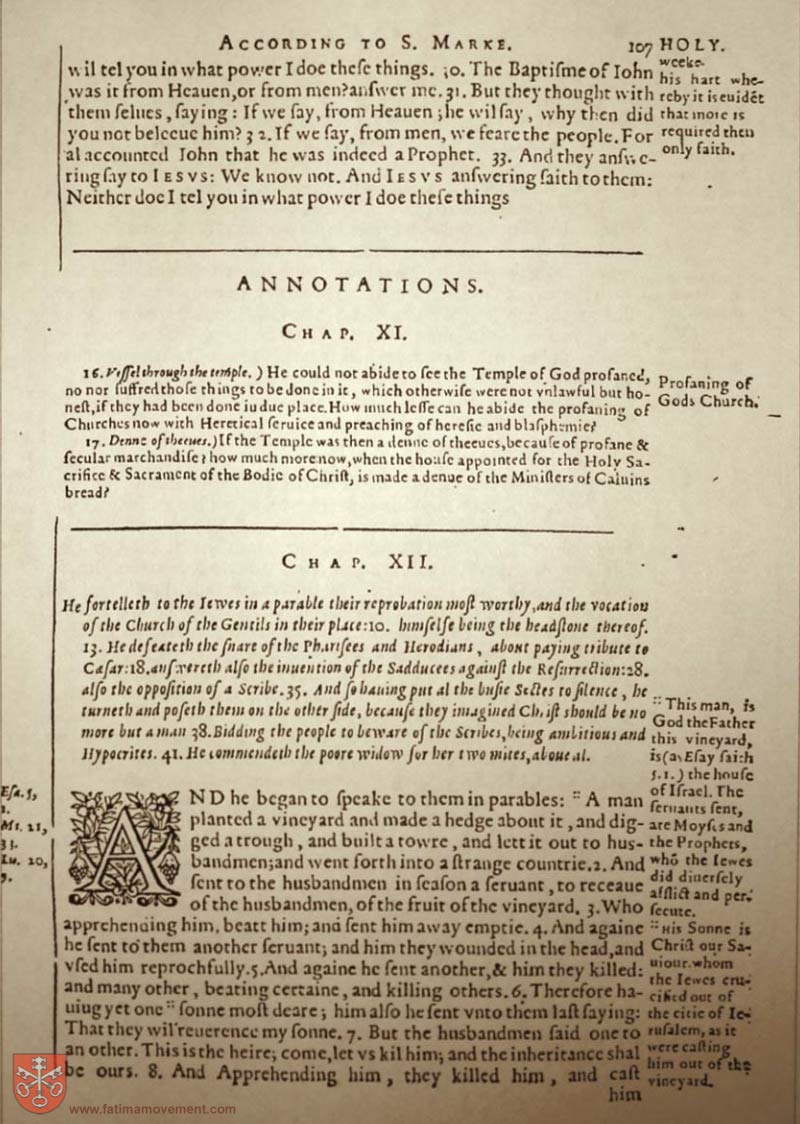 ACCORDING TO S. MARKE. 107 HOLY.
wil tel you in what power I doe theſe things. 30. The Baptiſme of Iohn
was it from Heauen, or from men? anſwer me. 31. But they thought with
them ſelues, ſaying: If we ſay, from Heauen; he wil ſay, why then did
you not beleeue him? 32. If we ſay, from men, we feare the people. For
al accounted Iohn that he was indeed a Prophet. 33. And they anſwe-
ring ſay to IESVS: We know not. And IESVS anſwering ſaith to them:
Neither doe I tel you in what power I doe theſe things
weeke.
his hart whe-
reby it is euidẽt
that more is
required then
only faith.
ANNOTATIONS.
CHAP. XI.
16. Veſſel through the temple.) He could not abide to ſee the Temple of God profaned,
no nor ſuffred thoſe things to be done in it, which otherwiſe were not vnlawful but ho-
neſt, if they had been done in due place. How much leſſe can he abide the profaning of
Churches now with Heretical ſeruice and preaching of hereſie and blaſphemie?
17. Denne of theeues.) If the Temple was then a denne of theeues, becauſe of profane &
ſecular marchandiſe? how much more now, when the houſe appointed for the Holy Sa-
crifice & Sacrament of the Bodie of Chriſt, is made a denue of the Miniſters of Caluins
bread?
Profaning of
Gods Church.
CHAP. XII.
He fortelleth to the Iewes in a parable their reprobation moſt worthy, and the vocation
of the Church of the Gentils in their place: 10. himſelfe being the headſtone thereof.
13. He defeateth the ſnare of the Phariſees and Herodians, about paying tribute to
Cæſar: 18. anſwereth alſo the inuention of the Sadducees againſt the Reſurrection: 28.
alſo the oppoſition of a Scribe. 35. And ſo hauing put al the buſie Sectes to ſilence, he
turneth and poſeth them on the other ſide, becauſe they imagined Chriſt ſhould be no
more but a man 38. Bidding the people to beware of the Scribes, being ambitious and
Hypocrites. 41. He commendeth the poore widow for her two mites, aboue al.
Eſa. 5,
1.
Mt. 21,
31.
Lu. 20,
9.
AND he began to ſpeake to them in parables: :: A man
planted a vineyard and made a hedge about it, and dig-
ged a trough, and built a towre, and lett it out to hus-
bandmen; and went forth into a ſtrange countrie. 2. And
ſent to the husbandmen in ſeaſon a ſeruant, to receaue
of the husbandmen, of the fruit of the vineyard. 3. Who
apprehending him, beatt him; and ſent him away emptie. 4. And againe
he ſent to them another ſeruant; and him they wounded in the head, and
vſed him reprochfully. 5. And againe he ſent another, & him they killed:
and many other, beating certaine, and killing others. 6. Therefore ha-
uiug yet one :: ſonne moſt deare; him alſo he ſent vnto them laſt ſaying:
That they wil reuerence my ſonne. 7. But the husbandmen ſaid one to
an other. This is the heire; come, let vs kil him; and the inheritance shal
be ours. 8. And Apprehending him, they killed him, and caſt
him
:: This man, is
God the Father
this vineyard,
is (as Eſay ſaith
5. 1.) the houſe
of Iſrael. The
ſeruants ſent,
are Moyſes and
the Prophets,
whõ the Iewes
did diuerſely
afflict and per-
ſecute.
:: His Sonne is
Chriſt our Sa-
uiour. whom
the Iewes cru-
cified out of
the citie of Ie-
ruſalem, as it
were caſting
him out of the
vineyard.
www.fatimamovement.com